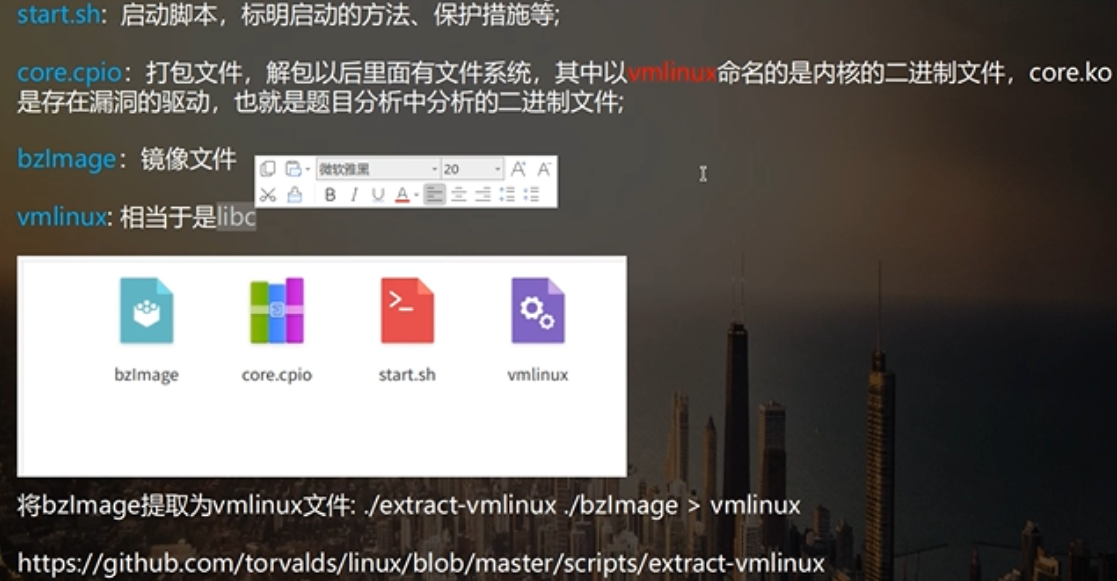 start.sh: 启动脚本，标明启动的方法、保护措施等;
core.cpio：打包文件，解包以后里面有文件系统，其中以vmlinux命名的是内核的二进制文件，core.ko
是存在漏洞的驱动，也就是题目分析中分析的二进制文件;
bzImage：镜像文件
微软雅黑 20 A+ A-
B I U A
vmlinux: 相当于是libc
bzImage core.cpio start.sh vmlinux
将bzImage提取为vmlinux文件: ./extract-vmlinux ./bzImage > vmlinux
https://github.com/torvalds/linux/blob/master/scripts/extract-vmlinux